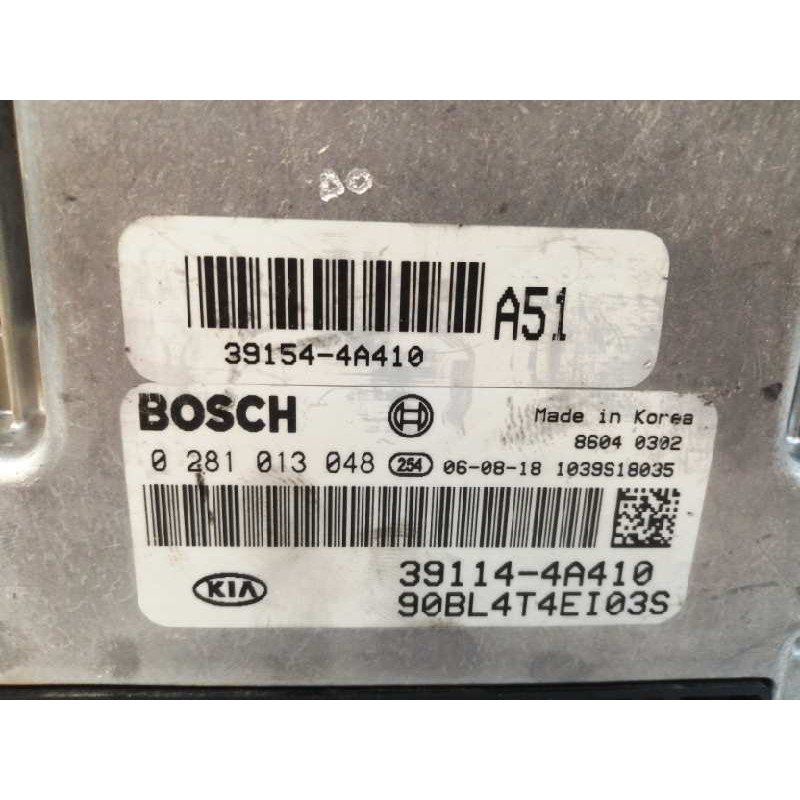 A51
39154-4A410
BOSCH
Made in Korea
8604 0302
0 281 013 048 254 06-08-18 1039S18035
KIA
39114-4A410
90BL4T4EI03S